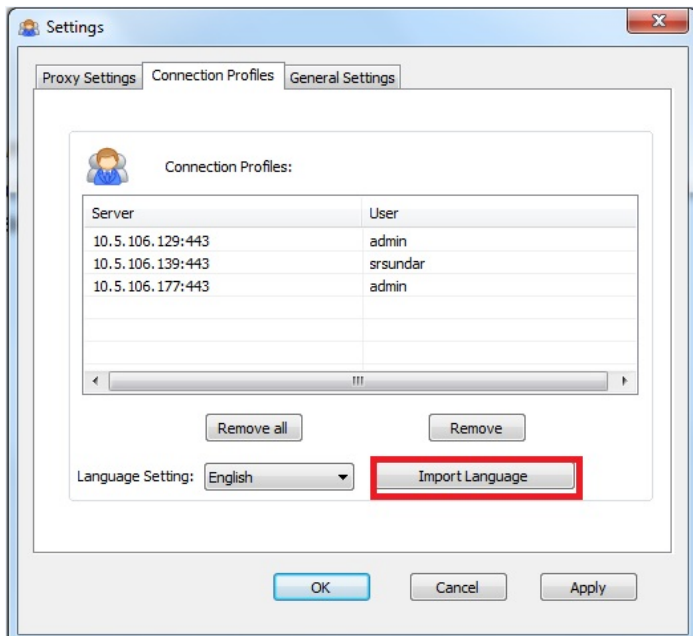 Settings
Proxy Settings Connection Profiles General Settings
Connection Profiles:
Server User
10.5.106.129:443 admin
10.5.106.139:443 srsundar
10.5.106.177:443 admin
Remove all Remove
Language Setting: English Import Language
OK Cancel Apply